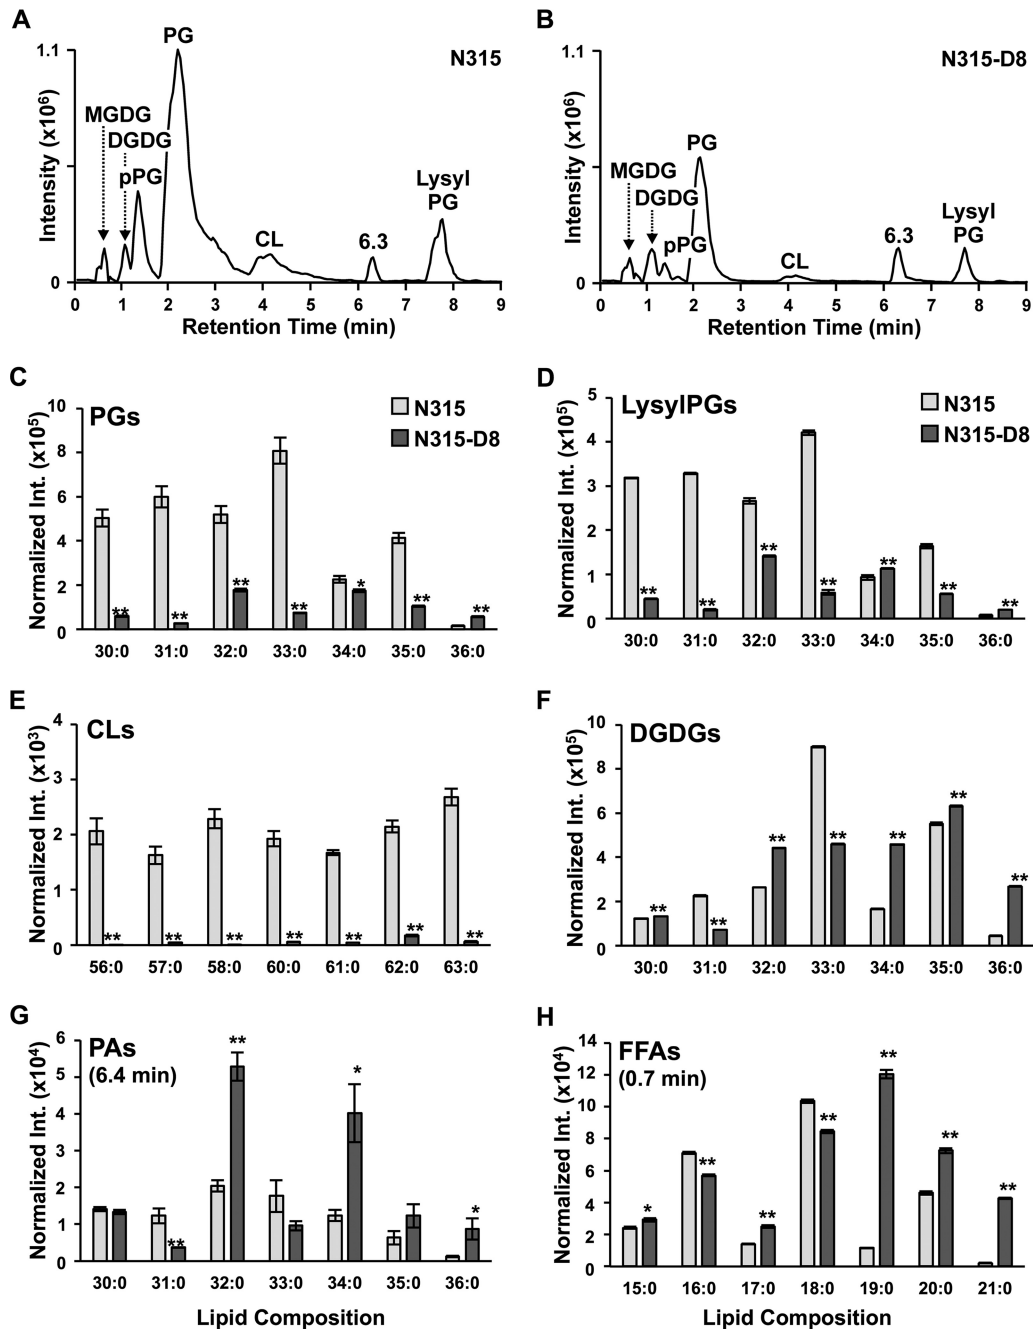 A
N315
Intensity (x10⁶)
1.1
0
MGDG
DGDG
pPG
PG
CL
6.3
Lysyl
PG
0 1 2 3 4 5 6 7 8 9
Retention Time (min)
B
N315-D8
Intensity (x10⁶)
1.1
0
MGDG
DGDG
pPG
PG
CL
6.3
Lysyl
PG
0 1 2 3 4 5 6 7 8 9
Retention Time (min)
C
PGs
N315
N315-D8
Normalized Int. (x10⁵)
10
8
6
4
2
0
** ** ** ** * ** **
30:0 31:0 32:0 33:0 34:0 35:0 36:0
D
LysylPGs
N315
N315-D8
Normalized Int. (x10⁵)
5
4
3
2
1
0
** ** ** ** ** ** **
30:0 31:0 32:0 33:0 34:0 35:0 36:0
E
CLs
Normalized Int. (x10³)
4
3
2
1
0
** ** ** ** ** ** **
56:0 57:0 58:0 60:0 61:0 62:0 63:0
F
DGDGs
Normalized Int. (x10⁵)
10
8
6
4
2
0
** ** ** ** ** ** **
30:0 31:0 32:0 33:0 34:0 35:0 36:0
G
PAs
(6.4 min)
Normalized Int. (x10⁴)
6
5
4
3
2
1
0
** ** * *
30:0 31:0 32:0 33:0 34:0 35:0 36:0
Lipid Composition
H
FFAs
(0.7 min)
Normalized Int. (x10⁴)
14
12
10
8
6
4
2
0
* ** ** ** ** ** **
15:0 16:0 17:0 18:0 19:0 20:0 21:0
Lipid Composition